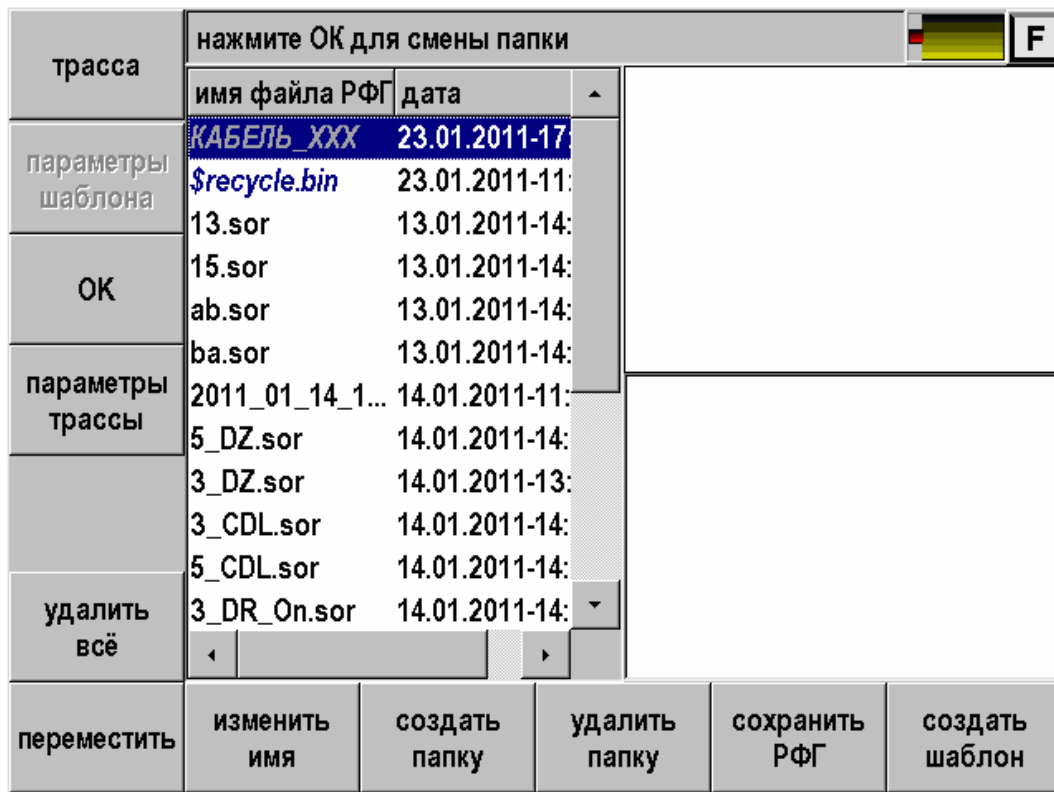 трасса
нажмите ОК для смены папки
F
имя файла РФГ дата
КАБЕЛЬ_XXX 23.01.2011-17:
$recycle.bin 23.01.2011-11:
13.sor 13.01.2011-14:
15.sor 13.01.2011-14:
ab.sor 13.01.2011-14:
ba.sor 13.01.2011-14:
2011_01_14_1... 14.01.2011-11:
5_DZ.sor 14.01.2011-14:
3_DZ.sor 14.01.2011-13:
3_CDL.sor 14.01.2011-14:
5_CDL.sor 14.01.2011-14:
3_DR_On.sor 14.01.2011-14:
параметры
шаблона
ОК
параметры
трассы
удалить
всё
переместить
изменить
имя
создать
папку
удалить
папку
сохранить
РФГ
создать
шаблон